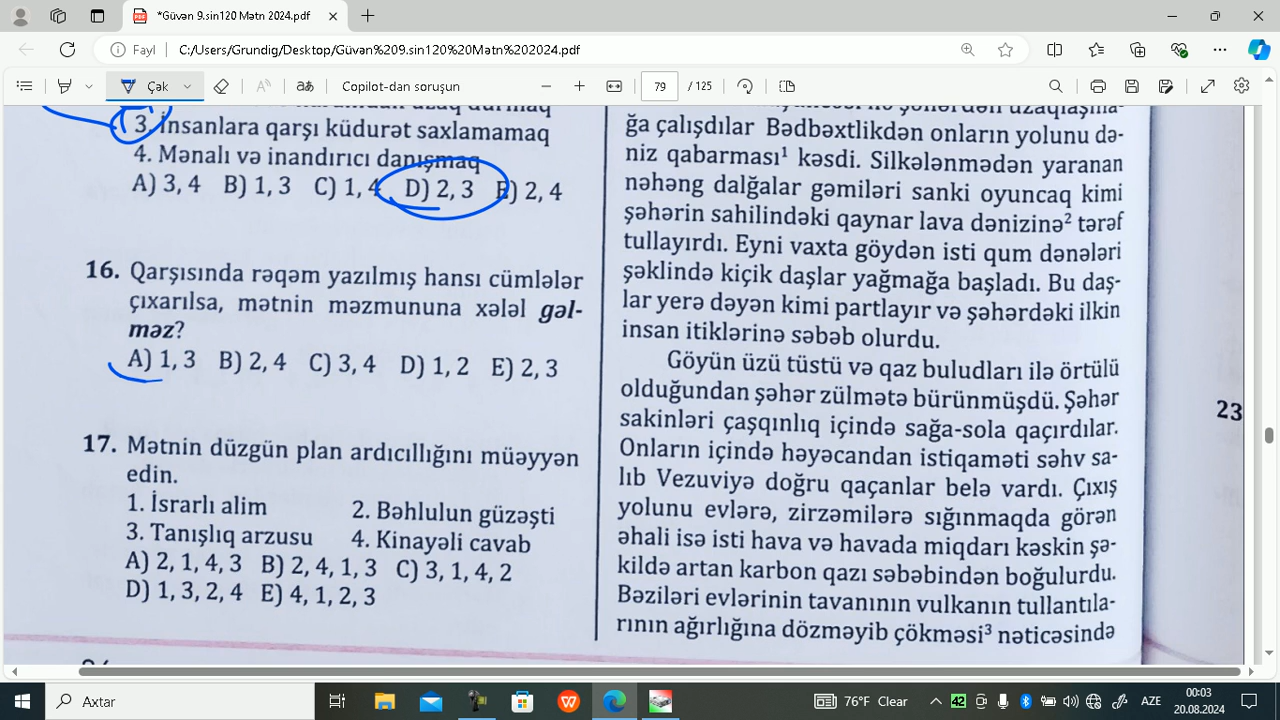 *Güvən 9.sin120 Mətn 2024.pdf
Fayl C:/Users/Grundig/Desktop/Güvən%209.sin120%20Mətn%202024.pdf
Çak
aあ
Copilot-dan soruşun
79 / 125
3. İnsanlara qarşı küdurət saxlamamaq
4. Mənalı və inandırıcı danışmaq
A) 3, 4 B) 1, 3 C) 1, 4 D) 2, 3 E) 2, 4
16. Qarşısında rəqəm yazılmış hansı cümlələr
çıxarılsa, mətnin məzmununa xələl gəl-
məz?
A) 1, 3 B) 2, 4 C) 3, 4 D) 1, 2 E) 2, 3
17. Mətnin düzgün plan ardıcıllığını müəyyən
edin.
1. İsrarlı alim 2. Bəhlulun güzəşti
3. Tanışlıq arzusu 4. Kinayəli cavab
A) 2, 1, 4, 3 B) 2, 4, 1, 3 C) 3, 1, 4, 2
D) 1, 3, 2, 4 E) 4, 1, 2, 3
şəhərdən uzaqlaşma-
ğa çalışdılar Bədbəxtlikdən onların yolunu də-
niz qabarması¹ kəsdi. Silkələnmədən yaranan
nəhəng dalğalar gəmiləri sanki oyuncaq kimi
şəhərin sahilindəki qaynar lava dənizinə² tərəf
tullayırdı. Eyni vaxta göydən isti qum dənələri
şəklində kiçik daşlar yağmağa başladı. Bu daş-
lar yerə dəyən kimi partlayır və şəhərdəki ilkin
insan itiklərinə səbəb olurdu.
Göyün üzü tüstü və qaz buludları ilə örtülü
olduğundan şəhər zülmətə bürünmüşdü. Şəhər
sakinləri çaşqınlıq içində sağa-sola qaçırdılar.
Onların içində həyəcandan istiqaməti səhv sa-
lıb Vezuviyə doğru qaçanlar belə vardı. Çıxış
yolunu evlərə, zirzəmilərə sığınmaqda görən
əhali isə isti hava və havada miqdarı kəskin şə-
kildə artan karbon qazı səbəbindən boğulurdu.
Bəziləri evlərinin tavanının vulkanın tullantıla-
rının ağırlığına dözməyib çökməsi³ nəticəsində
23
Axtar
76°F Clear
42
AZE
00:03
20.08.2024